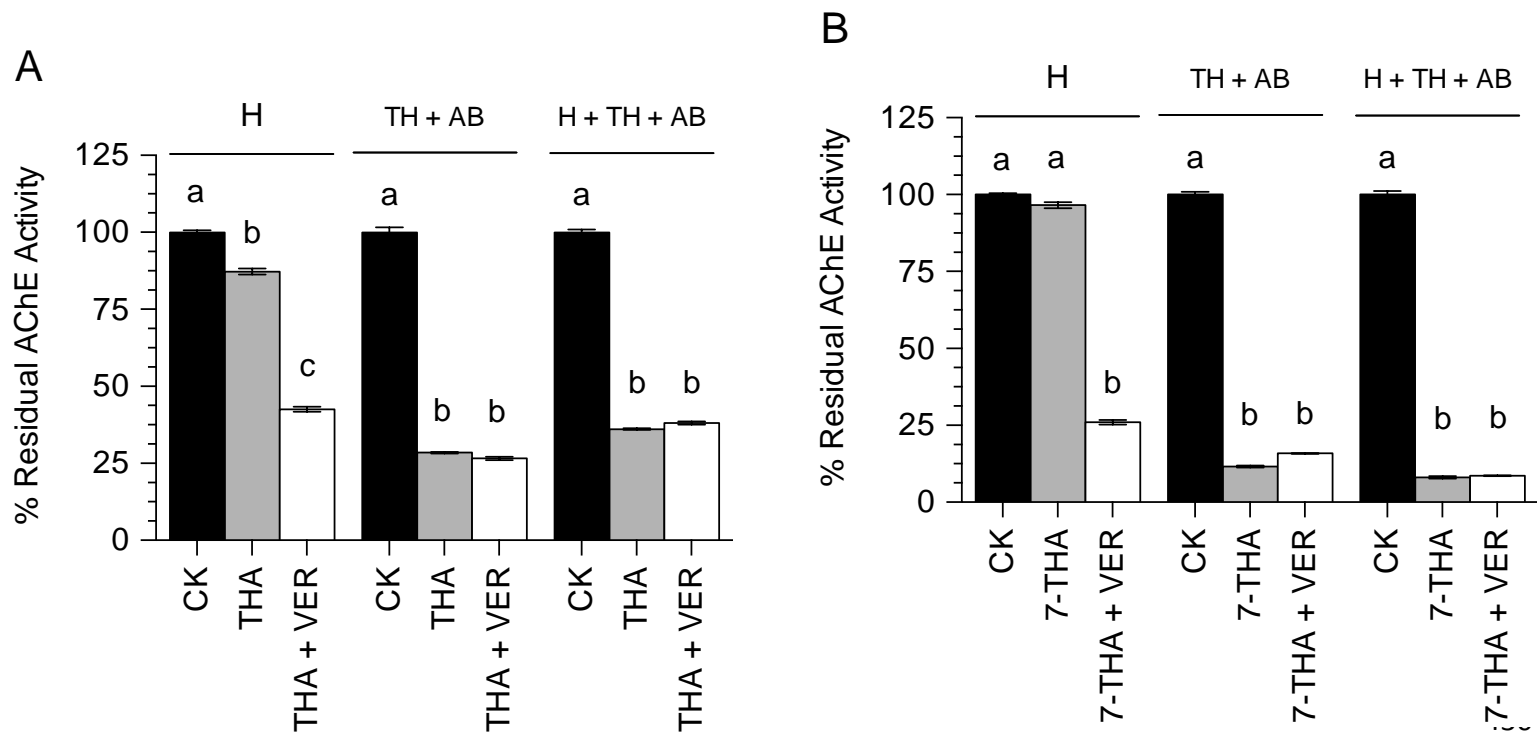 A
H
TH + AB
H + TH + AB
% Residual AChE Activity
125
100
75
50
25
0
a
b
c
a
b
b
a
b
b
CK
THA
THA + VER
CK
THA
THA + VER
CK
THA
THA + VER
B
H
TH + AB
H + TH + AB
% Residual AChE Activity
125
100
75
50
25
0
a
a
b
a
b
b
a
b
b
CK
7-THA
7-THA + VER
CK
7-THA
7-THA + VER
CK
7-THA
7-THA + VER